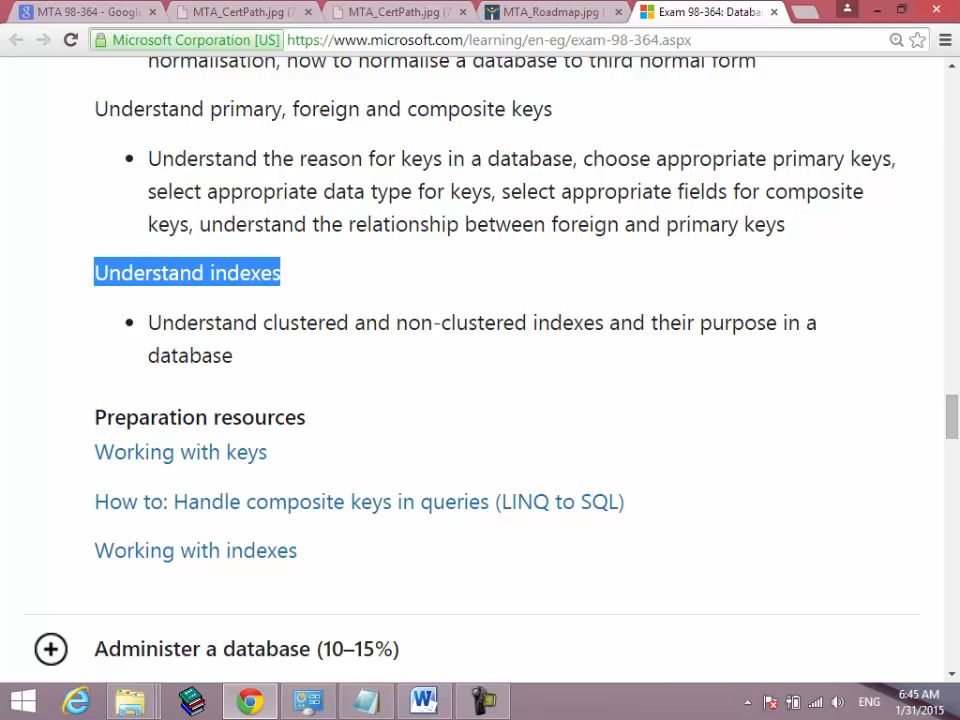 MTA 98-364 - Googl
MTA_CertPath.jpg (7
MTA_CertPath.jpg (7
MTA_Roadmap.jpg (
Exam 98-364: Databa
Microsoft Corporation [US]
https://www.microsoft.com/learning/en-eg/exam-98-364.aspx
normalisation, how to normalise a database to third normal form
Understand primary, foreign and composite keys
• Understand the reason for keys in a database, choose appropriate primary keys,
select appropriate data type for keys, select appropriate fields for composite
keys, understand the relationship between foreign and primary keys
Understand indexes
• Understand clustered and non-clustered indexes and their purpose in a
database
Preparation resources
Working with keys
How to: Handle composite keys in queries (LINQ to SQL)
Working with indexes
Administer a database (10–15%)
ENG
6:45 AM
1/31/2015